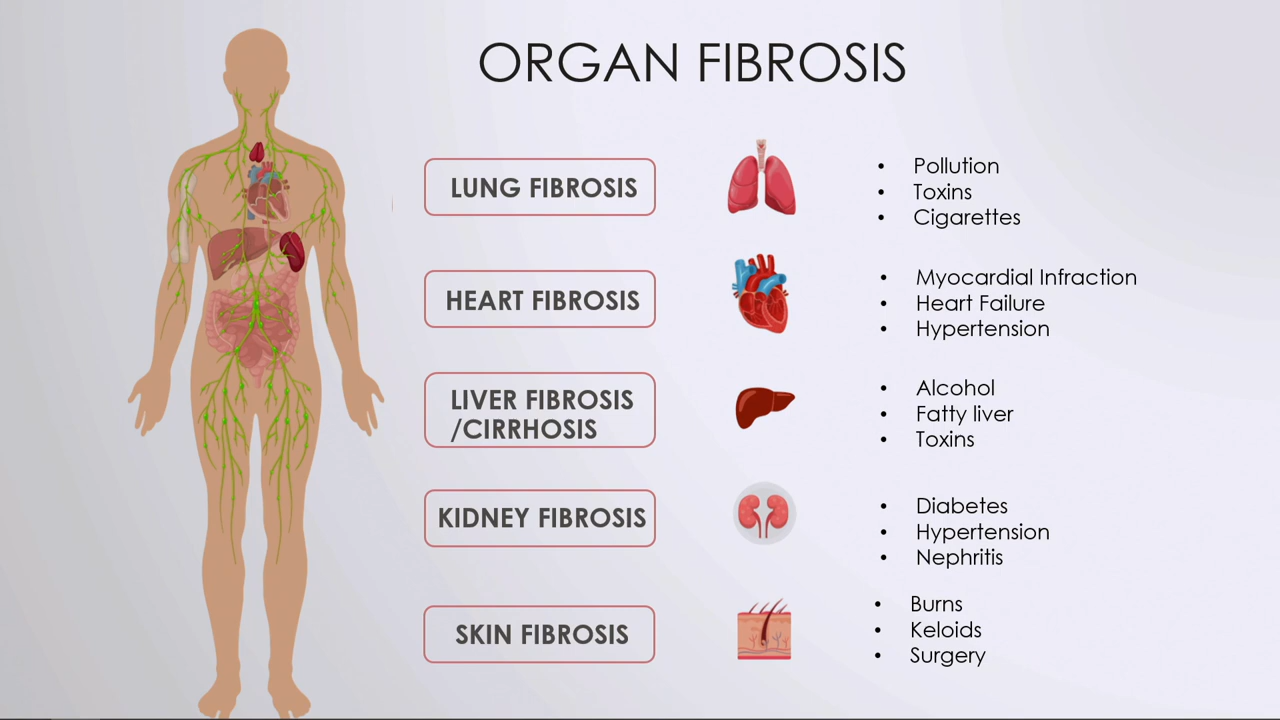 ORGAN FIBROSIS
LUNG FIBROSIS
• Pollution
• Toxins
• Cigarettes
HEART FIBROSIS
• Myocardial Infraction
• Heart Failure
• Hypertension
LIVER FIBROSIS
/CIRRHOSIS
• Alcohol
• Fatty liver
• Toxins
KIDNEY FIBROSIS
• Diabetes
• Hypertension
• Nephritis
SKIN FIBROSIS
• Burns
• Keloids
• Surgery